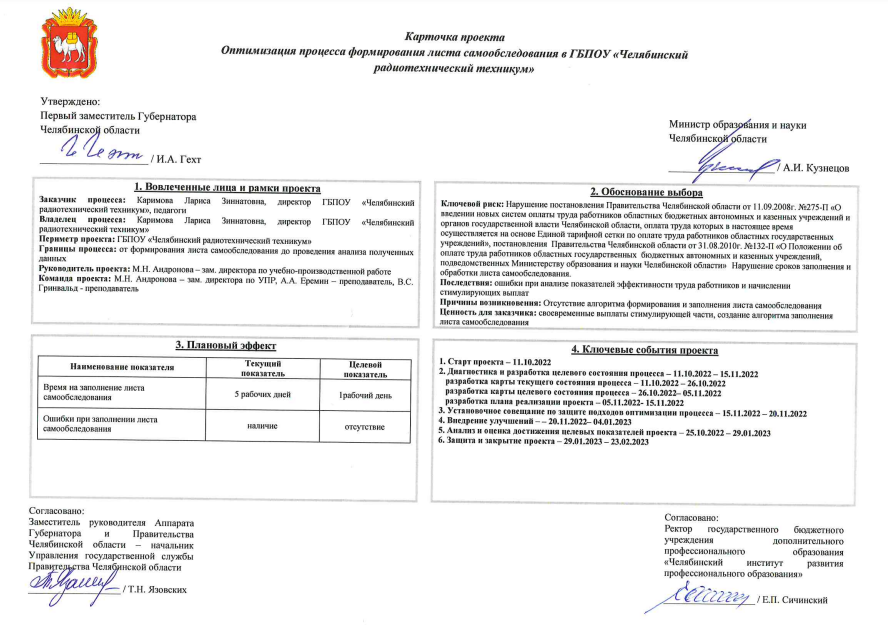 Карточка проекта
Оптимизация процесса формирования листа самообследования в ГБПОУ «Челябинский
радиотехнический техникум»
Утверждено:
Первый заместитель Губернатора
Челябинской области
/ И.А. Гехт
Министр образования и науки
Челябинской области
/ А.И. Кузнецов
1. Вовлеченные лица и рамки проекта
Заказчик процесса: Каримова Лариса Зиннатовна, директор ГБПОУ «Челябинский
радиотехнический техникум», педагоги
Владелец процесса: Каримова Лариса Зиннатовна, директор ГБПОУ «Челябинский
радиотехнический техникум»
Периметр проекта: ГБПОУ «Челябинский радиотехнический техникум»
Границы процесса: от формирования листа самообследования до проведения анализа полученных
данных
Руководитель проекта: М.Н. Андронова – зам. директора по учебно-производственной работе
Команда проекта: М.Н. Андронова – зам. директора по УПР, А.А. Еремин – преподаватель, В.С.
Гринвальд - преподаватель
2. Обоснование выбора
Ключевой риск: Нарушение постановления Правительства Челябинской области от 11.09.2008г. №275-П «О
введении новых систем оплаты труда работников областных бюджетных автономных и казенных учреждений и
органов государственной власти Челябинской области, оплата труда которых в настоящее время
осуществляется на основе Единой тарифной сетки по оплате труда работников областных государственных
учреждений», постановления Правительства Челябинской области от 31.08.2010г. №132-П «О Положении об
оплате труда работников областных государственных бюджетных автономных и казенных учреждений,
подведомственных Министерству образования и науки Челябинской области» Нарушение сроков заполнения и
обработки листа самообследования.
Последствия: ошибки при анализе показателей эффективности труда работников и начислении
стимулирующих выплат
Причины возникновения: Отсутствие алгоритма формирования и заполнения листа самообследования
Ценность для заказчика: своевременные выплаты стимулирующей части, создание алгоритма заполнения
листа самообследования
3. Плановый эффект
Наименование показателя
Текущий
показатель
Целевой
показатель
Время на заполнение листа
самообследования
5 рабочих дней
1рабочий день
Ошибки при заполнении листа
самообследования
наличие
отсутствие
4. Ключевые события проекта
1. Старт проекта – 11.10.2022
2. Диагностика и разработка целевого состояния процесса – 11.10.2022 – 15.11.2022
разработка карты текущего состояния процесса – 11.10.2022 – 26.10.2022
разработка карты целевого состояния процесса – 26.10.2022– 05.11.2022
разработка плана реализации проекта – 05.11.2022- 15.11.2022
3. Установочное совещание по защите подходов оптимизации процесса – 15.11.2022 – 20.11.2022
4. Внедрение улучшений – – 20.11.2022– 04.01.2023
5. Анализ и оценка достижения целевых показателей проекта – 25.10.2022 – 29.01.2023
6. Защита и закрытие проекта – 29.01.2023 – 23.02.2023
Согласовано:
Заместитель руководителя Аппарата
Губернатора и Правительства
Челябинской области – начальник
Управления государственной службы
Правительства Челябинской области
/ Т.Н. Язовских
Согласовано:
Ректор государственного бюджетного
учреждения дополнительного
профессионального образования
«Челябинский институт развития
профессионального образования»
/ Е.П. Сичинский